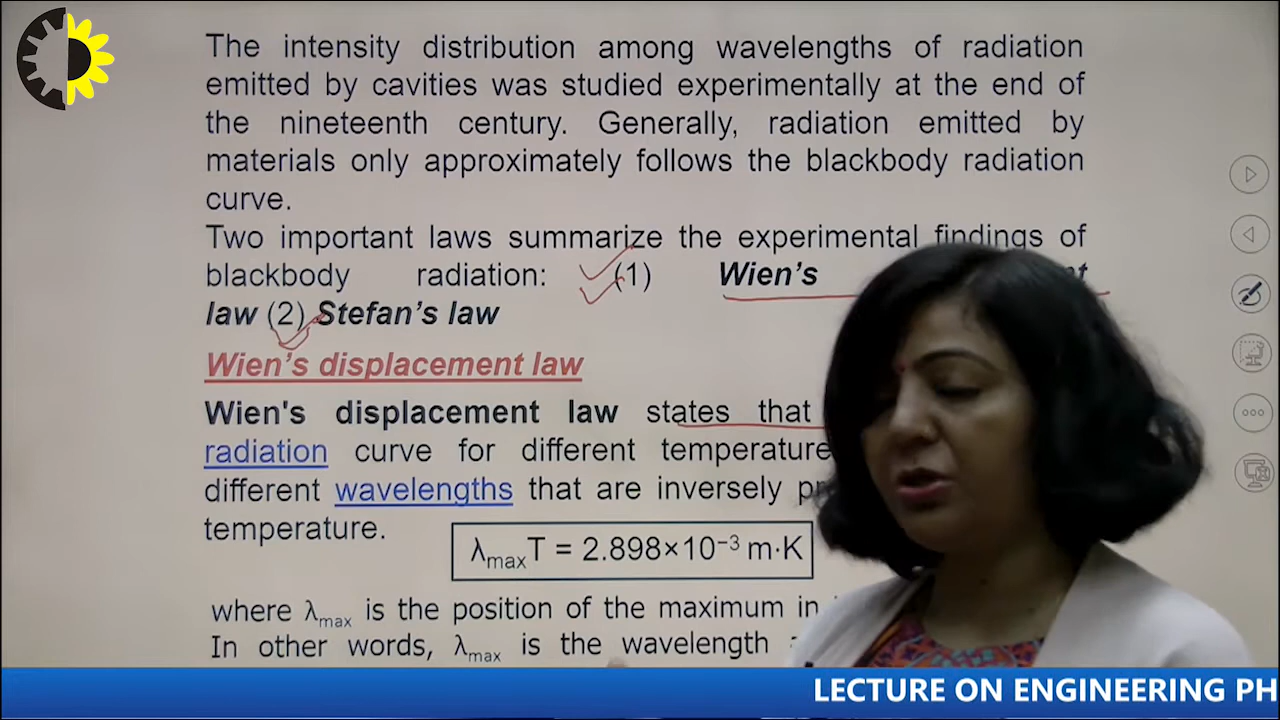 The intensity distribution among wavelengths of radiation
emitted by cavities was studied experimentally at the end of
the nineteenth century. Generally, radiation emitted by
materials only approximately follows the blackbody radiation
curve.
Two important laws summarize the experimental findings of
blackbody radiation: (1) Wien's
law (2) Stefan's law
Wien's displacement law
Wien's displacement law states that
radiation curve for different temperature
different wavelengths that are inversely
temperature.
λmaxT = 2.898×10⁻³ m·K
where λmax is the position of the maximum in
In other words, λmax is the wavelength
LECTURE ON ENGINEERING PH